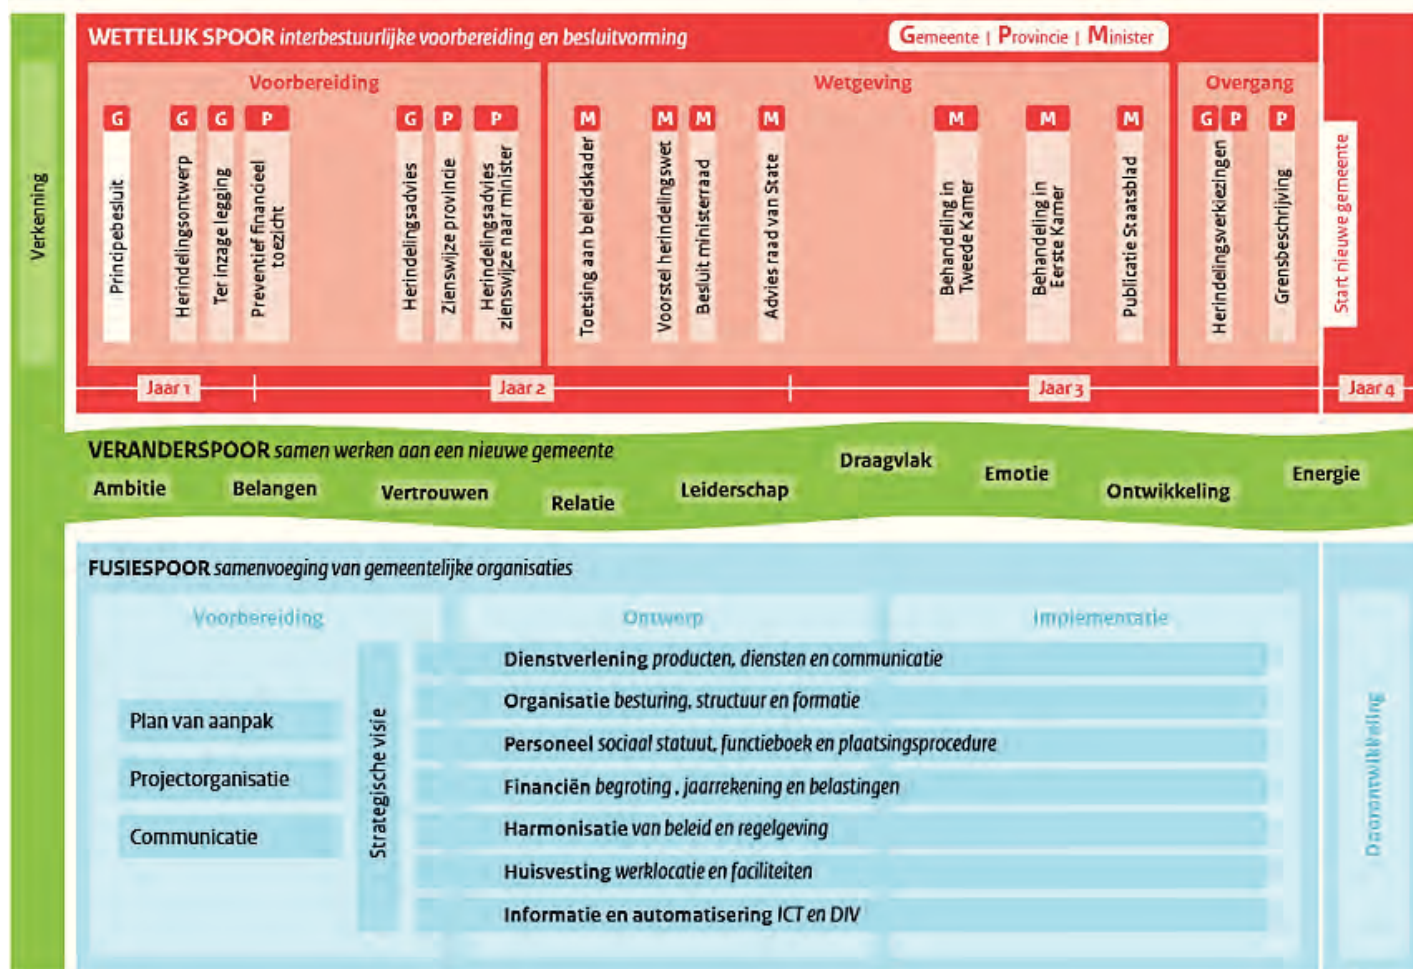 WETTELIJK SPOOR interbestuurlijke voorbereiding en besluitvorming
Gemeente | Provincie | Minister
Verkenning
Voorbereiding
Wetgeving
Overgang
G
G
G
P
G
P
P
M
M
M
M
M
M
M
G
P
P
Principebesluit
Herindelingsontwerp
Ter inzage legging
Preventief financieel
toezicht
Herindelingsadvies
Zienswijze provincie
Herindelingsadvies
zienswijze naar minister
Toetsing aan beleidskader
Voorstel herindelingswet
Besluit ministerraad
Advies raad van State
Behandeling in
Tweede Kamer
Behandeling in
Eerste Kamer
Publicatie Staatsblad
Herindelingsverkiezingen
Grensbeschrijving
Start nieuwe gemeente
Jaar 1
Jaar 2
Jaar 3
Jaar 4
VERANDERSPOOR samen werken aan een nieuwe gemeente
Ambitie
Belangen
Vertrouwen
Relatie
Leiderschap
Draagvlak
Emotie
Ontwikkeling
Energie
FUSIESPOOR samenvoeging van gemeentelijke organisaties
Voorbereiding
Ontwerp
Implementatie
Plan van aanpak
Projectorganisatie
Communicatie
Strategische visie
Dienstverlening producten, diensten en communicatie
Organisatie besturing, structuur en formatie
Personeel sociaal statuut, functieboek en plaatsingsprocedure
Financiën begroting , jaarrekening en belastingen
Harmonisatie van beleid en regelgeving
Huisvesting werklocatie en faciliteiten
Informatie en automatisering ICT en DIV
Doorontwikkeling